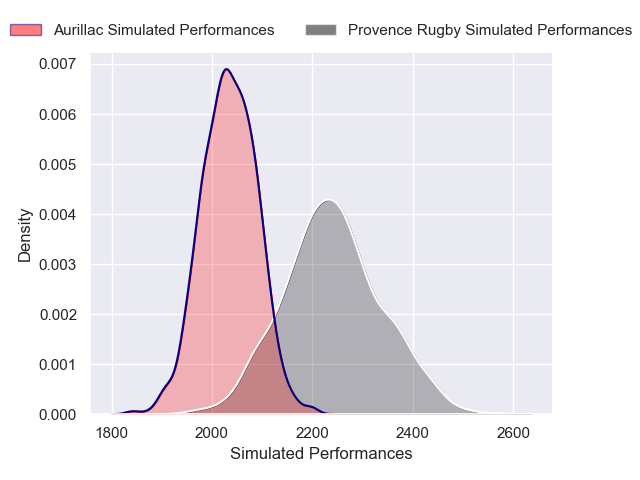 Aurillac Simulated Performances Provence Rugby Simulated Performances
0.007
0.006
0.005
0.004
0.003
0.002
0.001
0.000
Density
1800 2000 2200 2400 2600
Simulated Performances